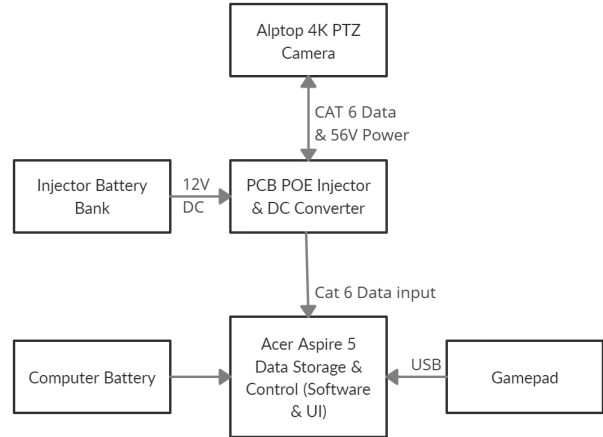 Alptop 4K PTZ
Camera
CAT 6 Data
& 56V Power
Injector Battery
Bank
12V
DC
PCB POE Injector
& DC Converter
Cat 6 Data input
Computer Battery
Acer Aspire 5
Data Storage &
Control (Software
& UI)
USB
Gamepad